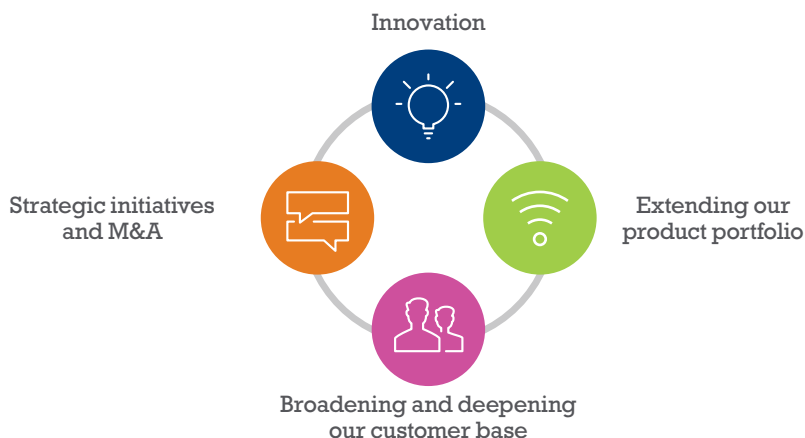 Innovation
Strategic initiatives
and M&A
Extending our
product portfolio
Broadening and deepening
our customer base